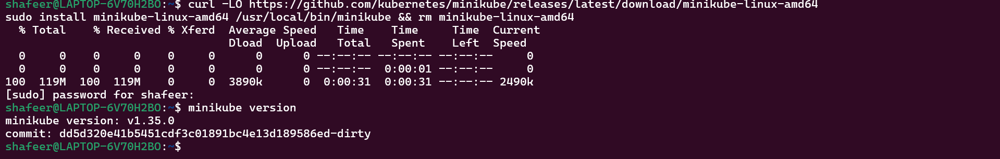 shafeer@LAPTOP-6V70H2BO:~$ curl -LO https://github.com/kubernetes/minikube/releases/latest/download/minikube-linux-amd64
sudo install minikube-linux-amd64 /usr/local/bin/minikube && rm minikube-linux-amd64
  % Total    % Received % Xferd  Average Speed   Time    Time     Time  Current
                                 Dload  Upload   Total   Spent    Left  Speed
  0     0    0     0    0     0      0      0 --:--:-- --:--:-- --:--:--     0
  0     0    0     0    0     0      0      0 --:--:--  0:00:01 --:--:--     0
100  119M  100  119M    0     0  3890k      0  0:00:31  0:00:31 --:--:-- 2490k
[sudo] password for shafeer:
shafeer@LAPTOP-6V70H2BO:~$ minikube version
minikube version: v1.35.0
commit: dd5d320e41b5451cdf3c01891bc4e13d189586ed-dirty
shafeer@LAPTOP-6V70H2BO:~$